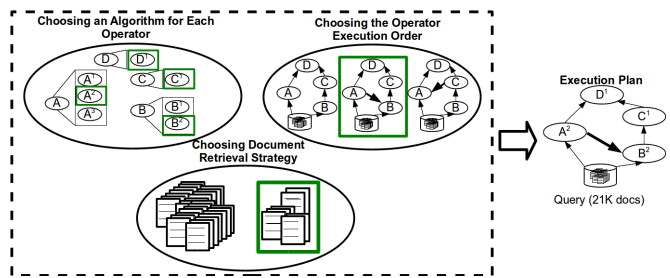 Choosing an Algorithm for Each
Operator
D D¹
A¹
C C¹
A A²
A³
B B¹
B²
Choosing the Operator
Execution Order
D D D
C C C
A A A
B B B
Choosing Document
Retrieval Strategy
Execution Plan
D¹
C¹
A²
B²
Query (21K docs)